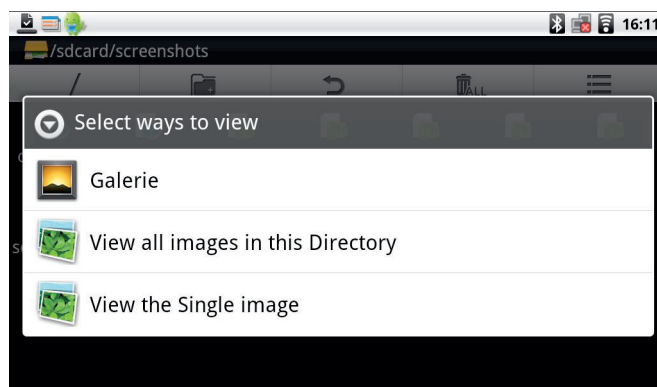 16:11
/sdcard/screenshots
/
ALL
Select ways to view
Galerie
View all images in this Directory
View the Single image